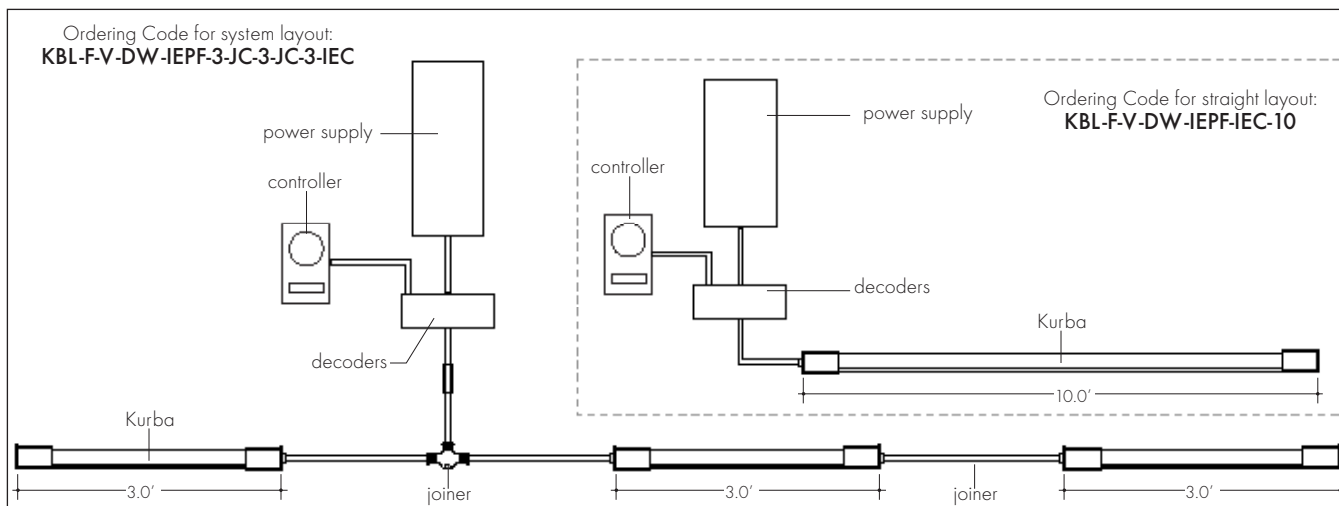 Ordering Code for system layout:
KBL-F-V-DW-IEPF-3-JC-3-JC-3-IEC
power supply
controller
decoders
Kurba
3.0’
joiner
3.0’
joiner
3.0’
Ordering Code for straight layout:
KBL-F-V-DW-IEPF-IEC-10
power supply
controller
decoders
Kurba
10.0’